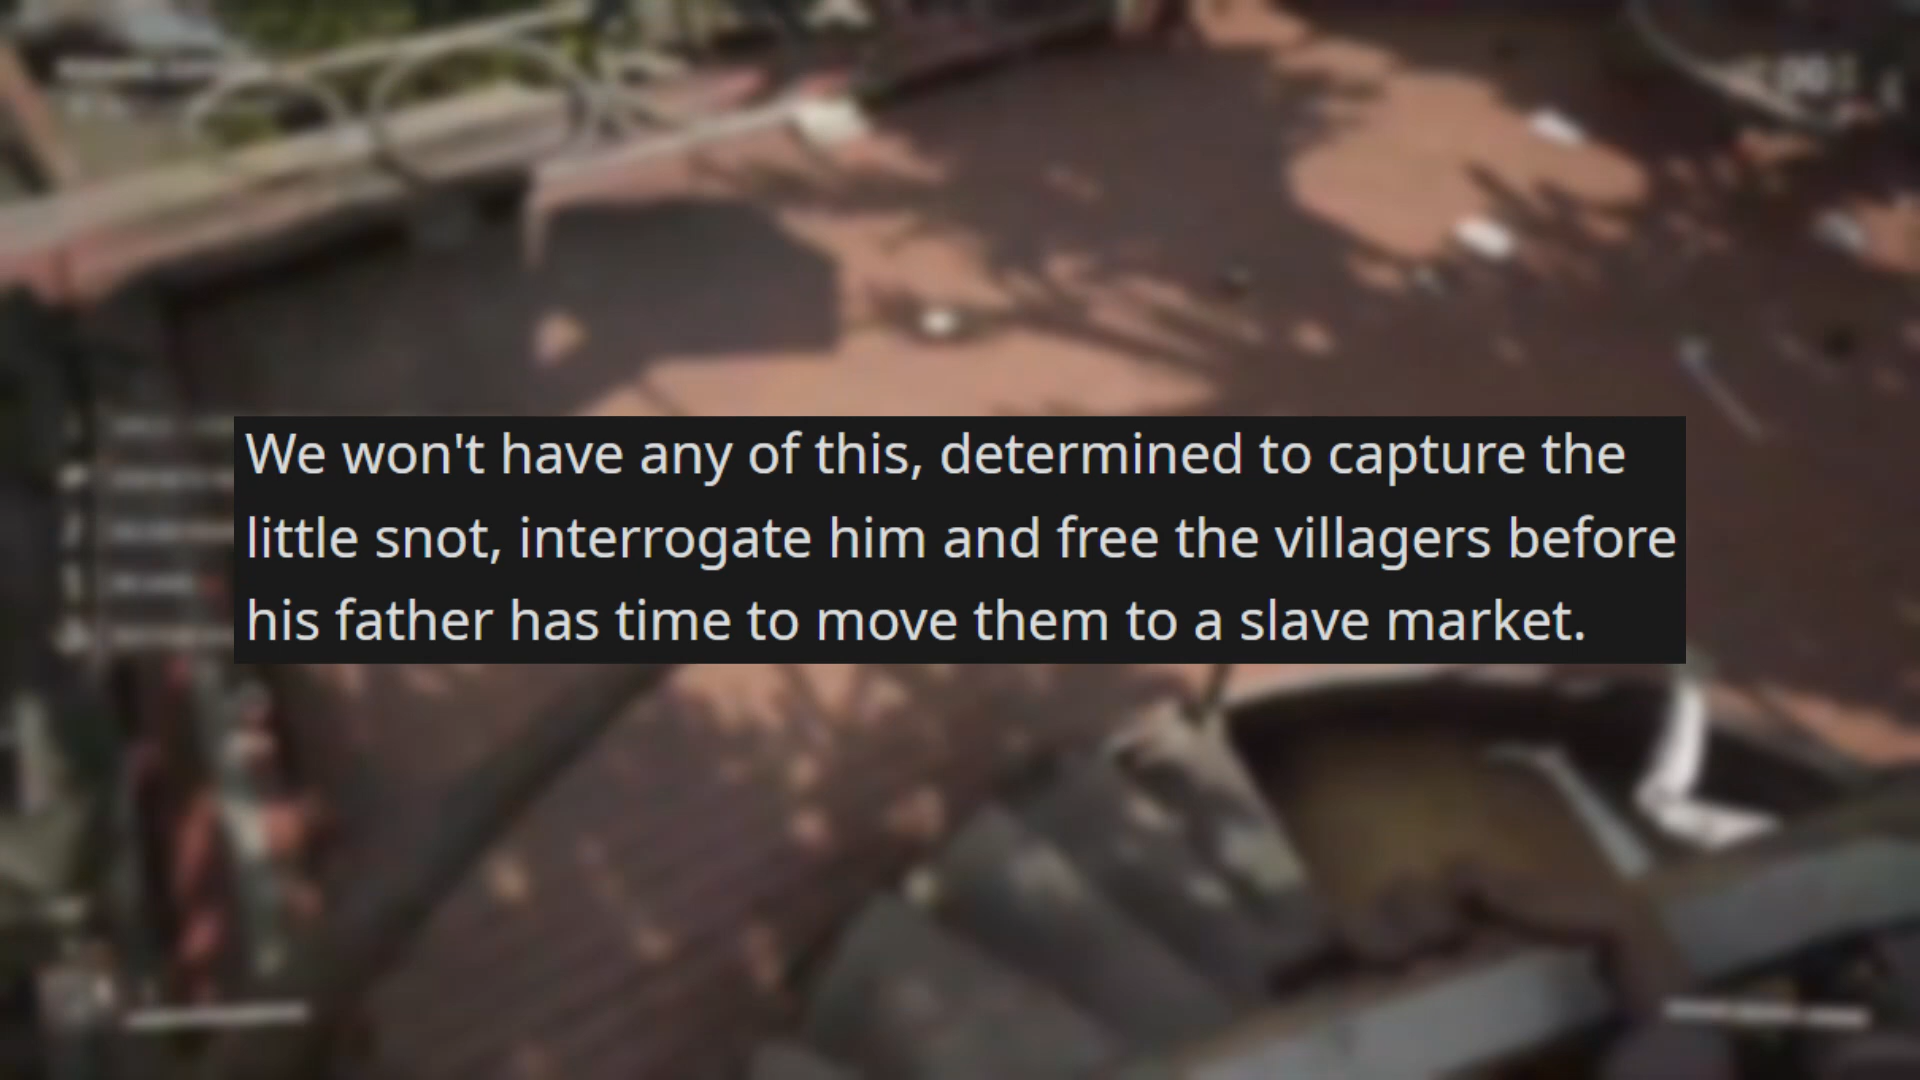 We won't have any of this, determined to capture the
little snot, interrogate him and free the villagers before
his father has time to move them to a slave market.